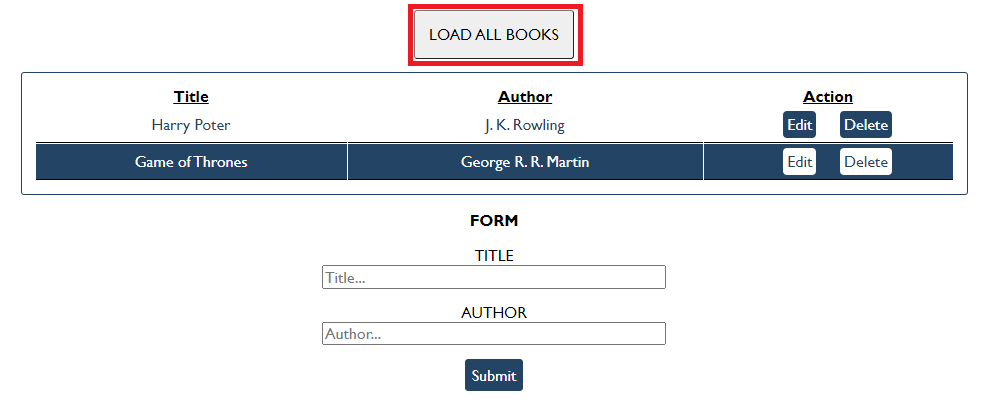 LOAD ALL BOOKS
Title Author Action
Harry Poter J. K. Rowling Edit Delete
Game of Thrones George R. R. Martin Edit Delete
FORM
TITLE
Title...
AUTHOR
Author...
Submit